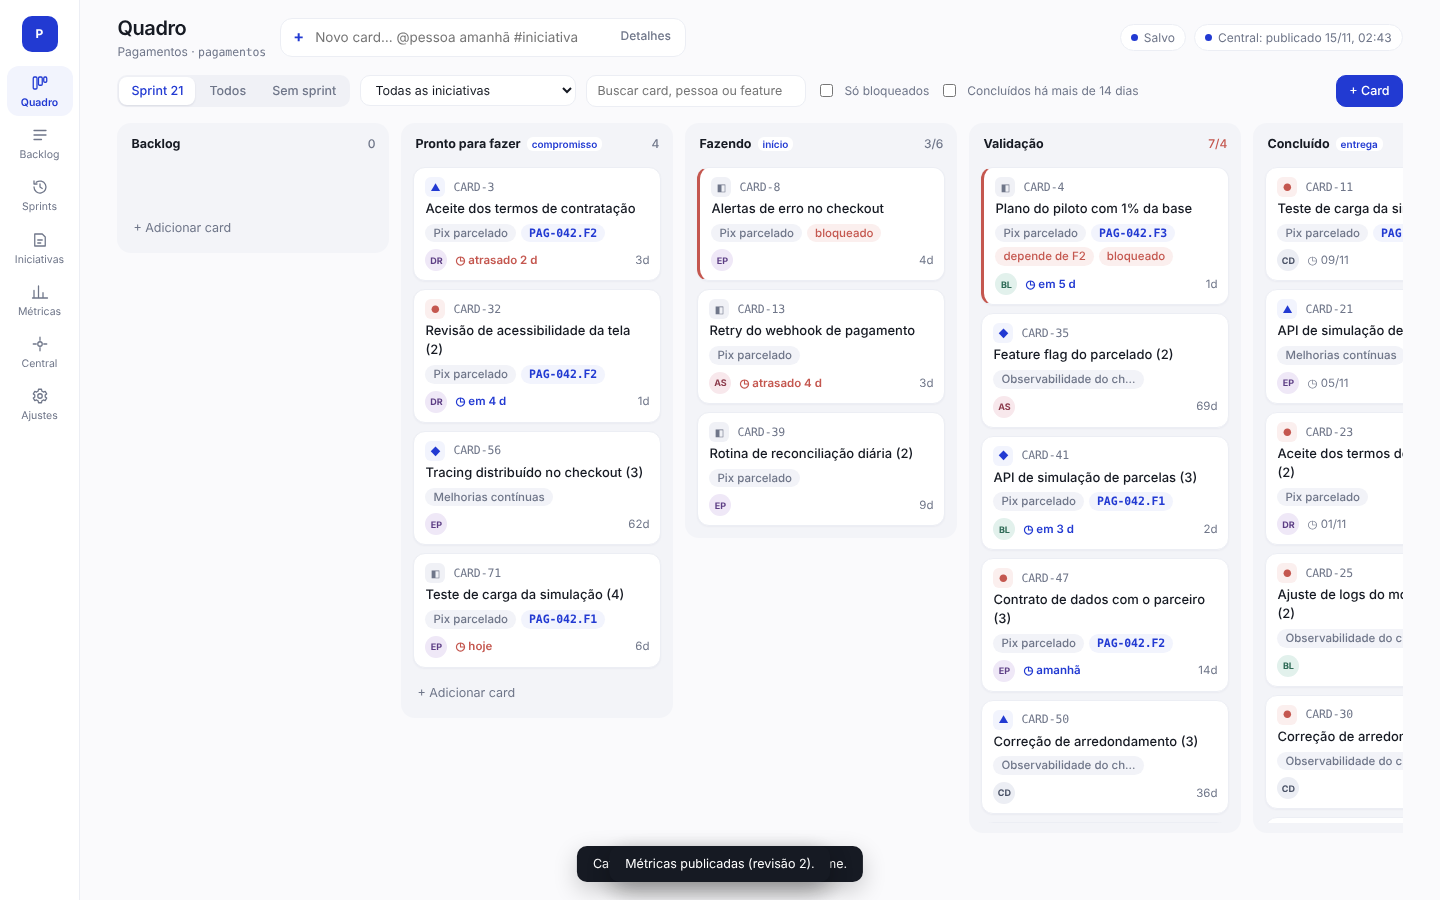 P
Quadro
Backlog
Sprints
Iniciativas
Métricas
Central
Ajustes
Quadro
Pagamentos · pagamentos
+ Novo card... @pessoa amanhã #iniciativa Detalhes
Salvo
Central: publicado 15/11, 02:43
Sprint 21 Todos Sem sprint
Todas as iniciativas
Buscar card, pessoa ou feature
Só bloqueados
Concluídos há mais de 14 dias
+ Card
Backlog 0
+ Adicionar card
Pronto para fazer compromisso 4
CARD-3
Aceite dos termos de contratação
Pix parcelado PAG-042.F2
DR atrasado 2 d 3d
CARD-32
Revisão de acessibilidade da tela
(2)
Pix parcelado PAG-042.F2
DR em 4 d 1d
CARD-56
Tracing distribuído no checkout (3)
Melhorias contínuas
EP 62d
CARD-71
Teste de carga da simulação (4)
Pix parcelado PAG-042.F1
EP hoje 6d
+ Adicionar card
Fazendo início 3/6
CARD-8
Alertas de erro no checkout
Pix parcelado bloqueado
EP 4d
CARD-13
Retry do webhook de pagamento
Pix parcelado
AS atrasado 4 d 3d
CARD-39
Rotina de reconciliação diária (2)
Pix parcelado
EP 9d
Validação 7/4
CARD-4
Plano do piloto com 1% da base
Pix parcelado PAG-042.F3
depende de F2 bloqueado
BL em 5 d 1d
CARD-35
Feature flag do parcelado (2)
Observabilidade do ch...
AS 69d
CARD-41
API de simulação de parcelas (3)
Pix parcelado PAG-042.F1
BL em 3 d 2d
CARD-47
Contrato de dados com o parceiro
(3)
Pix parcelado PAG-042.F2
EP amanhã 14d
CARD-50
Correção de arredondamento (3)
Observabilidade do ch...
CD 36d
Concluído entrega
CARD-11
Teste de carga da si
Pix parcelado PAG
CD 09/11
CARD-21
API de simulação de
Melhorias contínuas
EP 05/11
CARD-23
Aceite dos termos d
(2)
Pix parcelado
DR 01/11
CARD-25
Ajuste de logs do mo
(2)
Observabilidade do c
BL
CARD-30
Correção de arredor
Observabilidade do c
CD
Ca Métricas publicadas (revisão 2). me.